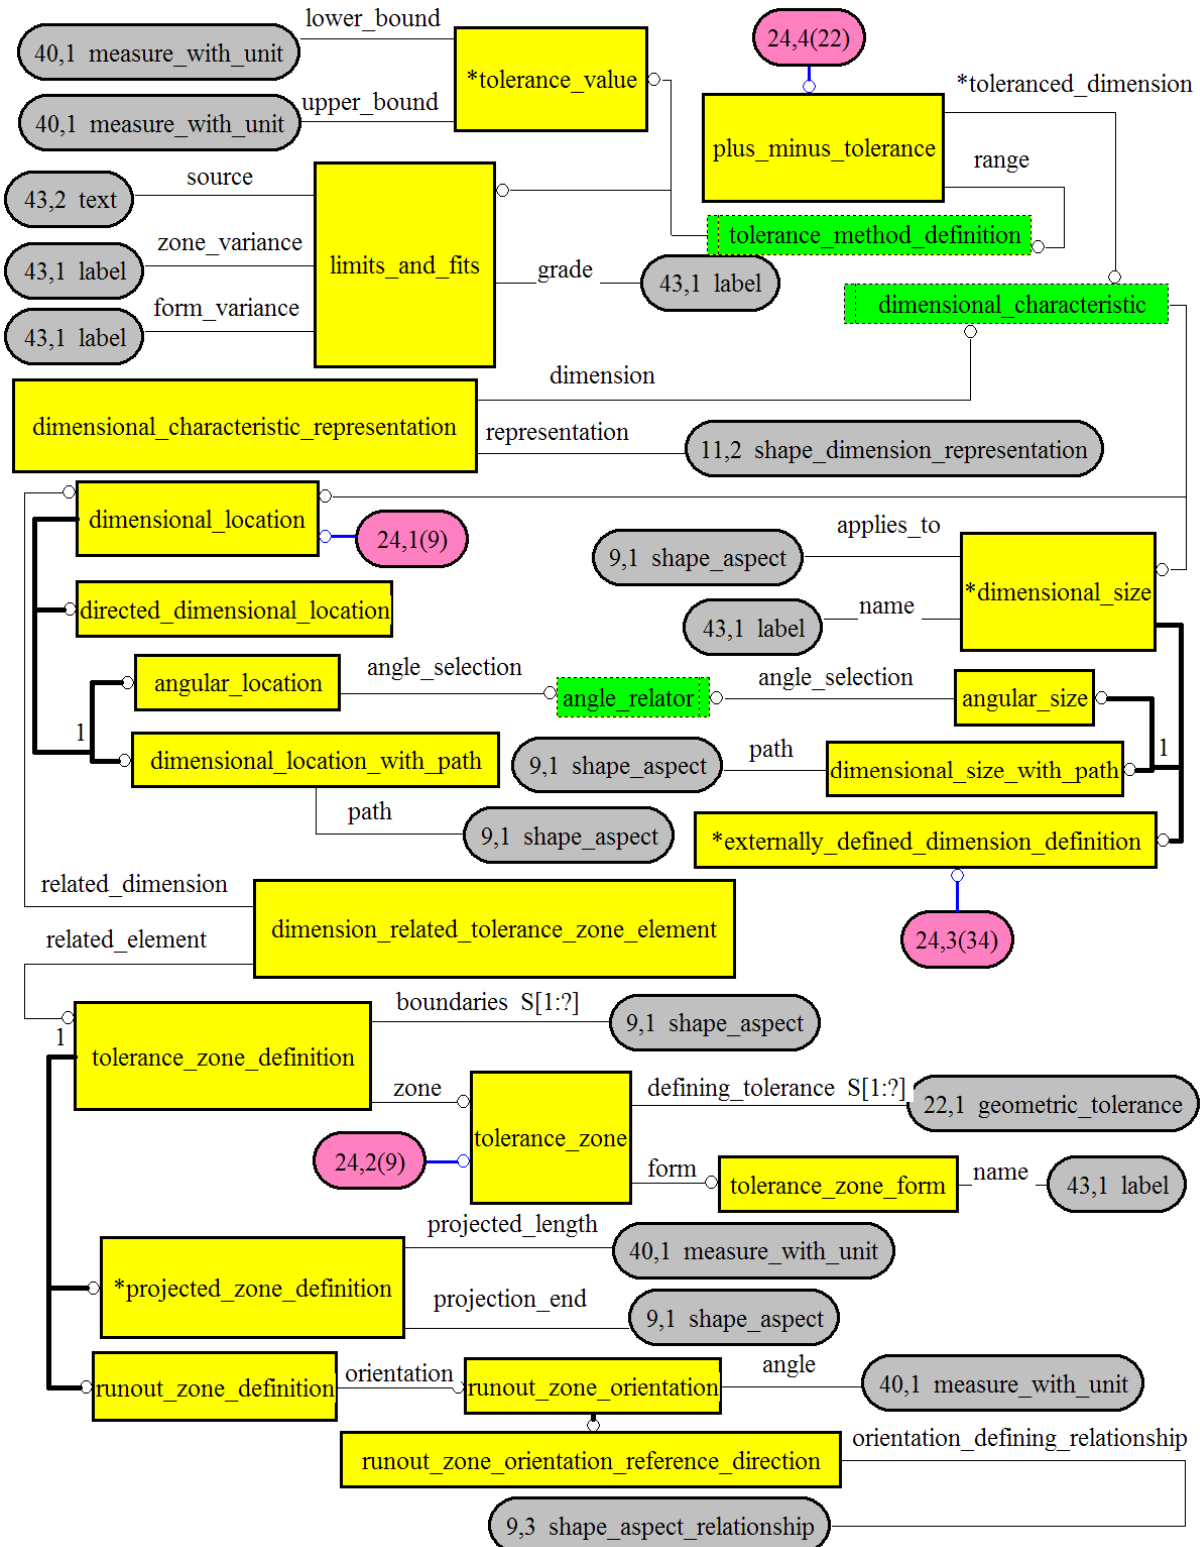 lower_bound
40,1 measure_with_unit
*tolerance_value
24,4(22)
*toleranced_dimension
upper_bound
40,1 measure_with_unit
plus_minus_tolerance
range
source
43,2 text
tolerance_method_definition
zone_variance
43,1 label
limits_and_fits
grade
43,1 label
form_variance
43,1 label
dimensional_characteristic
dimension
dimensional_characteristic_representation
representation
11,2 shape_dimension_representation
dimensional_location
24,1(9)
applies_to
9,1 shape_aspect
*dimensional_size
directed_dimensional_location
name
43,1 label
angular_location
angle_selection
angle_relator
angle_selection
angular_size
1
1
dimensional_location_with_path
9,1 shape_aspect
path
dimensional_size_with_path
path
9,1 shape_aspect
*externally_defined_dimension_definition
related_dimension
dimension_related_tolerance_zone_element
24,3(34)
related_element
boundaries S[1:?]
9,1 shape_aspect
1
tolerance_zone_definition
zone
tolerance_zone
defining_tolerance S[1:?]
22,1 geometric_tolerance
24,2(9)
form
tolerance_zone_form
name
43,1 label
projected_length
40,1 measure_with_unit
*projected_zone_definition
projection_end
9,1 shape_aspect
runout_zone_definition
orientation
runout_zone_orientation
angle
40,1 measure_with_unit
runout_zone_orientation_reference_direction
orientation_defining_relationship
9,3 shape_aspect_relationship